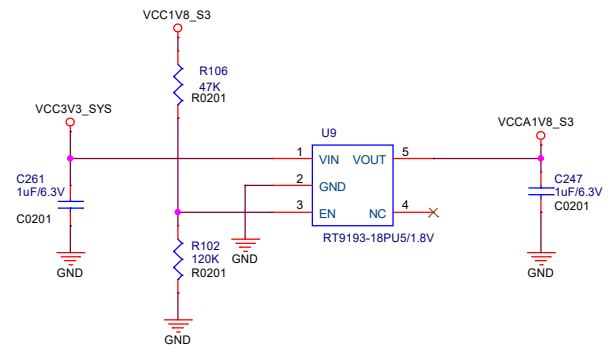 VCC1V8_S3
R106
47K
R0201
VCC3V3_SYS
U9
VCCA1V8_S3
1
VIN
VOUT
5
C261
1uF/6.3V
C0201
2
GND
C247
1uF/6.3V
C0201
3
EN
NC
4
RT9193-18PU5/1.8V
R102
120K
R0201
GND
GND
GND
GND